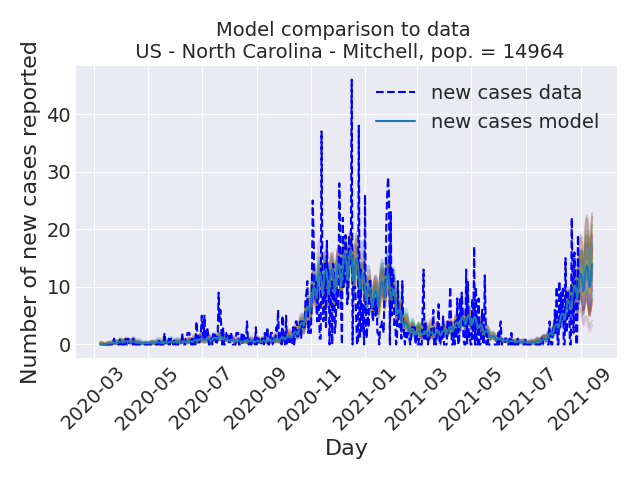 Model comparison to data
US - North Carolina - Mitchell, pop. = 14964
Number of new cases reported
40
30
20
10
0
new cases data
new cases model
2020-03
2020-05
2020-07
2020-09
2020-11
2021-01
2021-03
2021-05
2021-07
2021-09
Day